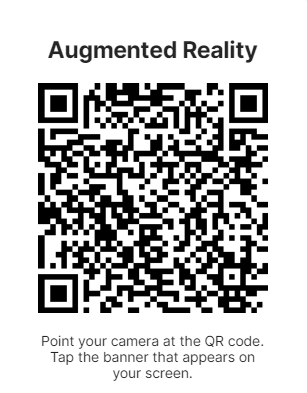 Augmented Reality
Point your camera at the QR code.
Tap the banner that appears on
your screen.